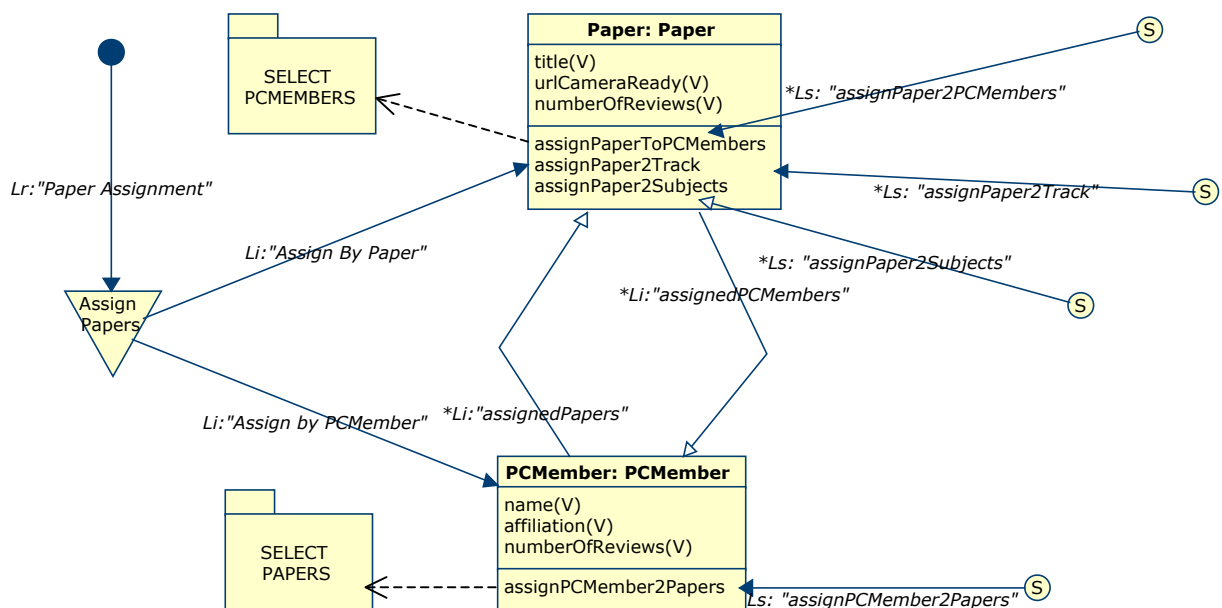 Paper: Paper
S
SELECT
PCMEMBERS
title(V)
urlCameraReady(V)
numberOfReviews(V)
*Ls: "assignPaper2PCMembers"
assignPaperToPCMembers
assignPaper2Track
assignPaper2Subjects
Lr:"Paper Assignment"
*Ls: "assignPaper2Track"
S
Li:"Assign By Paper"
*Ls: "assignPaper2Subjects"
*Li:"assignedPCMembers"
S
Assign
Papers
*Li:"assignedPapers"
Li:"Assign by PCMember"
PCMember: PCMember
name(V)
affiliation(V)
numberOfReviews(V)
SELECT
PAPERS
assignPCMember2Papers
S
Ls: "assignPCMember2Papers"